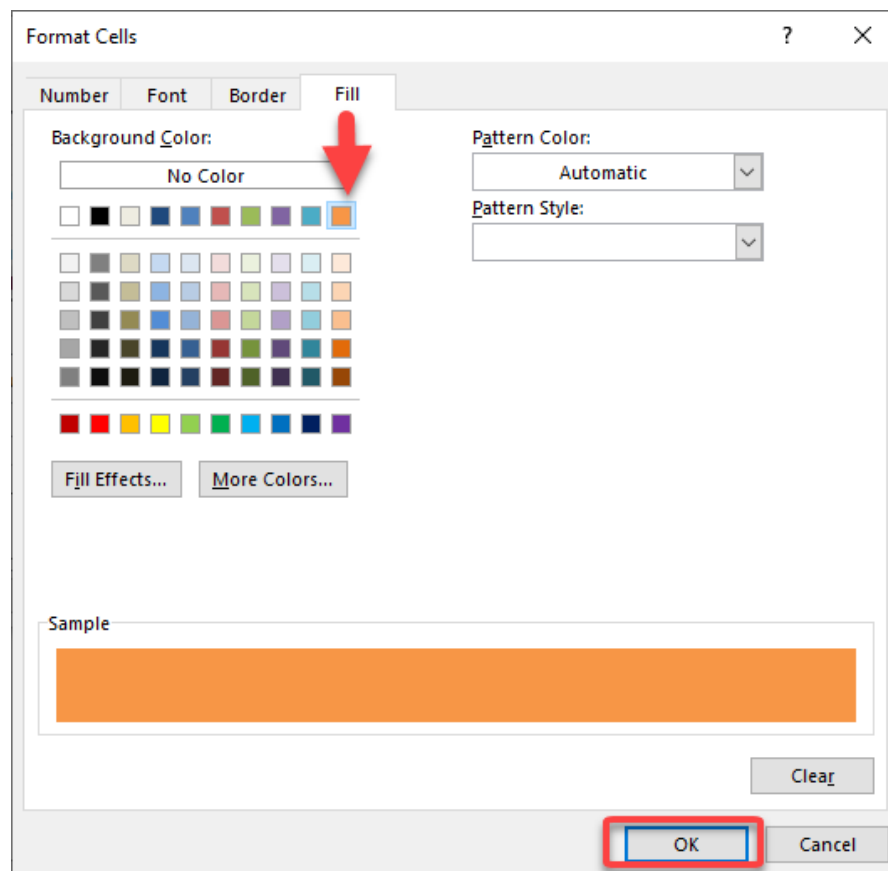 Format Cells ?
Number Font Border Fill
Background Color:
No Color
Pattern Color:
Automatic
Pattern Style:
Fill Effects... More Colors...
Sample
Clear
OK Cancel